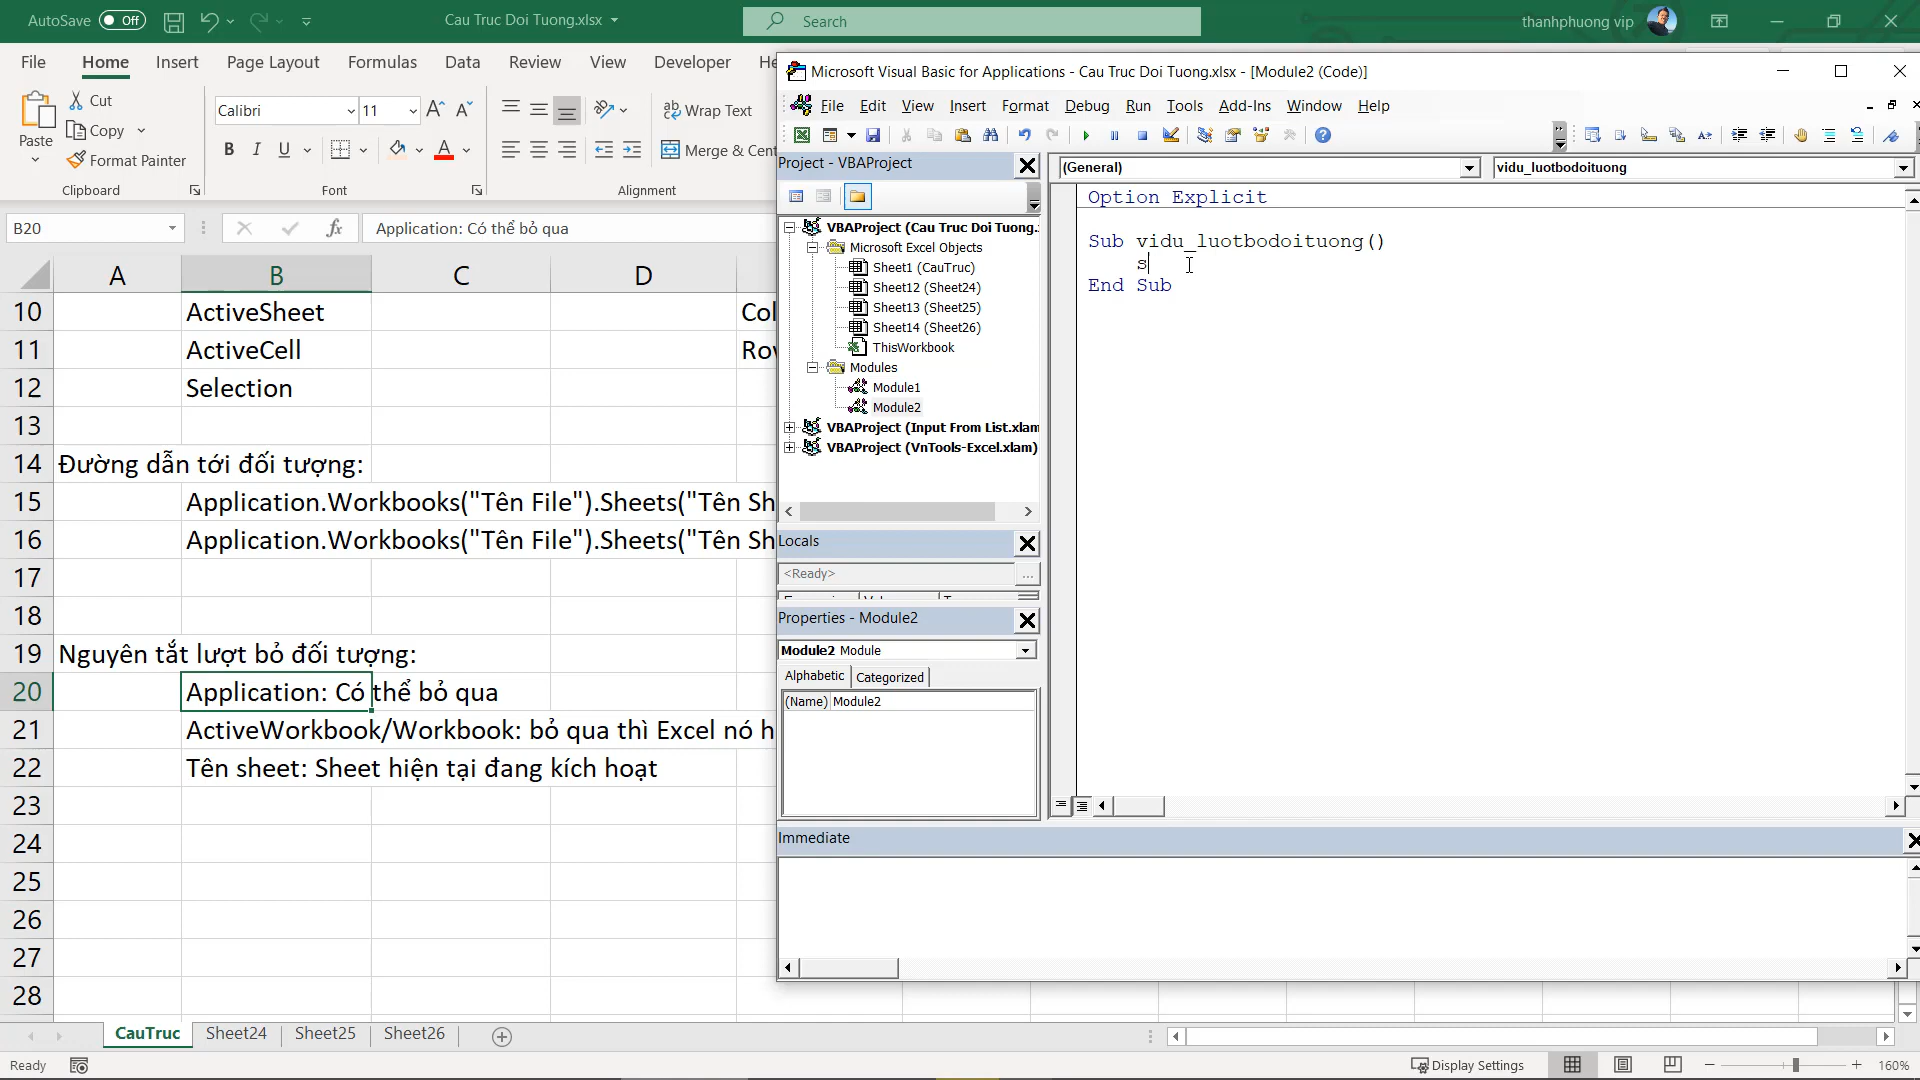 AutoSave Off Cau Truc Doi Tuong.xlsx Search thanhphuong vip
File Home Insert Page Layout Formulas Data Review View Developer
Paste Cut Copy Format Painter
Calibri 11 Wrap Text
B I U A Merge &
Clipboard Font Alignment
B20 fx Application: Có thể bỏ qua
A B C D
10 ActiveSheet
11 ActiveCell
12 Selection
13
14 Đường dẫn tới đối tượng:
15 Application.Workbooks("Tên File").Sheets("Tên Sh
16 Application.Workbooks("Tên File").Sheets("Tên Sh
17
18
19 Nguyên tắt lượt bỏ đối tượng:
20 Application: Có thể bỏ qua
21 ActiveWorkbook/Workbook: bỏ qua thì Excel nó h
22 Tên sheet: Sheet hiện tại đang kích hoạt
23
24
25
26
27
28
CauTruc Sheet24 Sheet25 Sheet26
Ready Display Settings 160%
Microsoft Visual Basic for Applications - Cau Truc Doi Tuong.xlsx - [Module2 (Code)]
File Edit View Insert Format Debug Run Tools Add-Ins Window Help
Project - VBAProject
VBAProject (Cau Truc Doi Tuong.
Microsoft Excel Objects
Sheet1 (CauTruc)
Sheet12 (Sheet24)
Sheet13 (Sheet25)
Sheet14 (Sheet26)
ThisWorkbook
Modules
Module1
Module2
VBAProject (Input From List.xlam
VBAProject (VnTools-Excel.xlam)
Locals
<Ready> ...
Properties - Module2
Module2 Module
Alphabetic Categorized
(Name) Module2
(General) vidu_luotbodoituong
Option Explicit
Sub vidu_luotbodoituong()
s
End Sub
Immediate